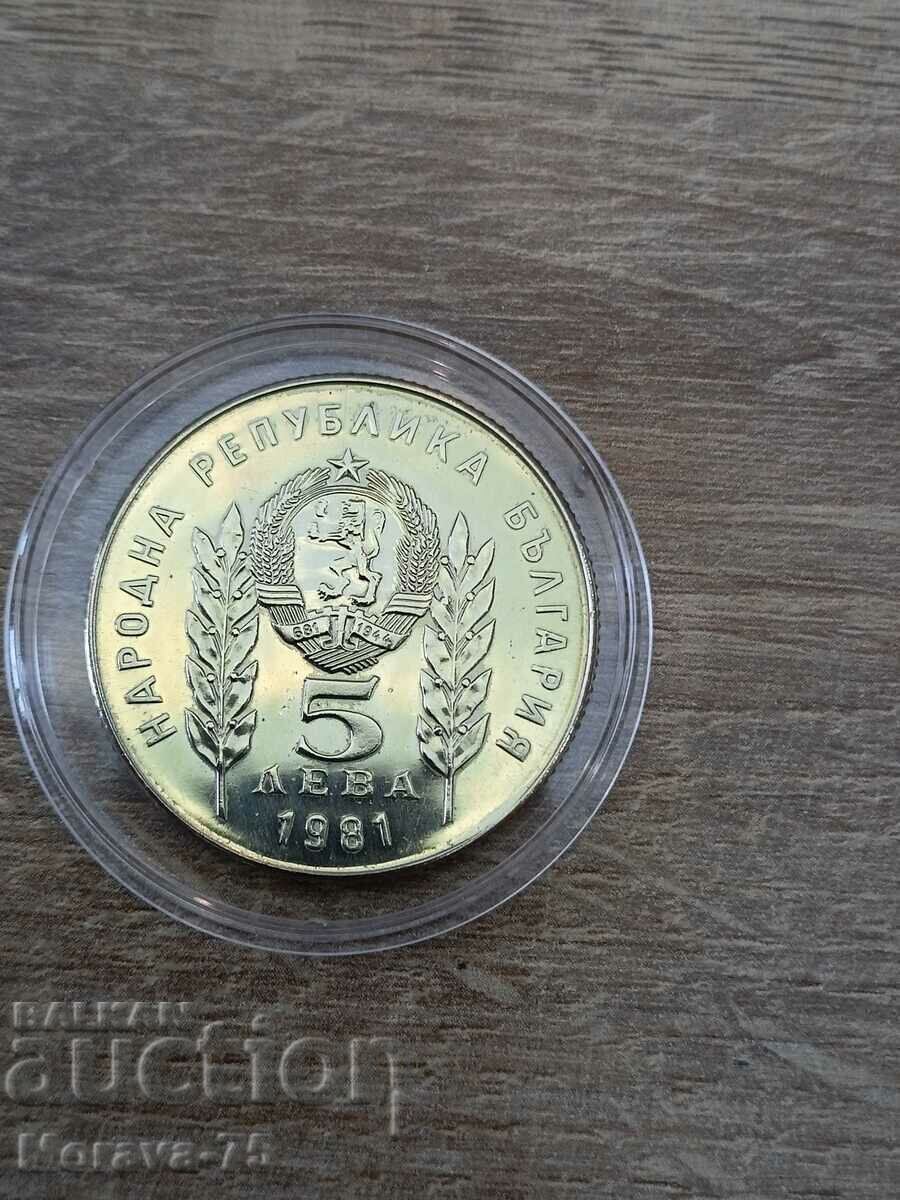 НАРОДНА РЕПУБЛИКА БЪЛГАРИЯ
681 1944
5
ЛЕВА
1981
BALKAN
auction
Morava-75